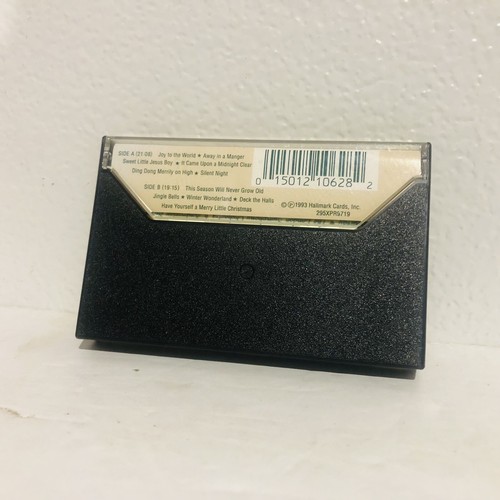 SIDE A (21:08) Joy to the World ★ Away in a Manger
Sweet Little Jesus Boy ★ It Came Upon a Midnight Clear
Ding Dong Merrily on High ★ Silent Night
0 15012 10628 2
SIDE B (19:15) This Season Will Never Grow Old
Jingle Bells ★ Winter Wonderland ★ Deck the Halls
Have Yourself a Merry Little Christmas
© ℗ 1993 Hallmark Cards, Inc.
295XPR5719